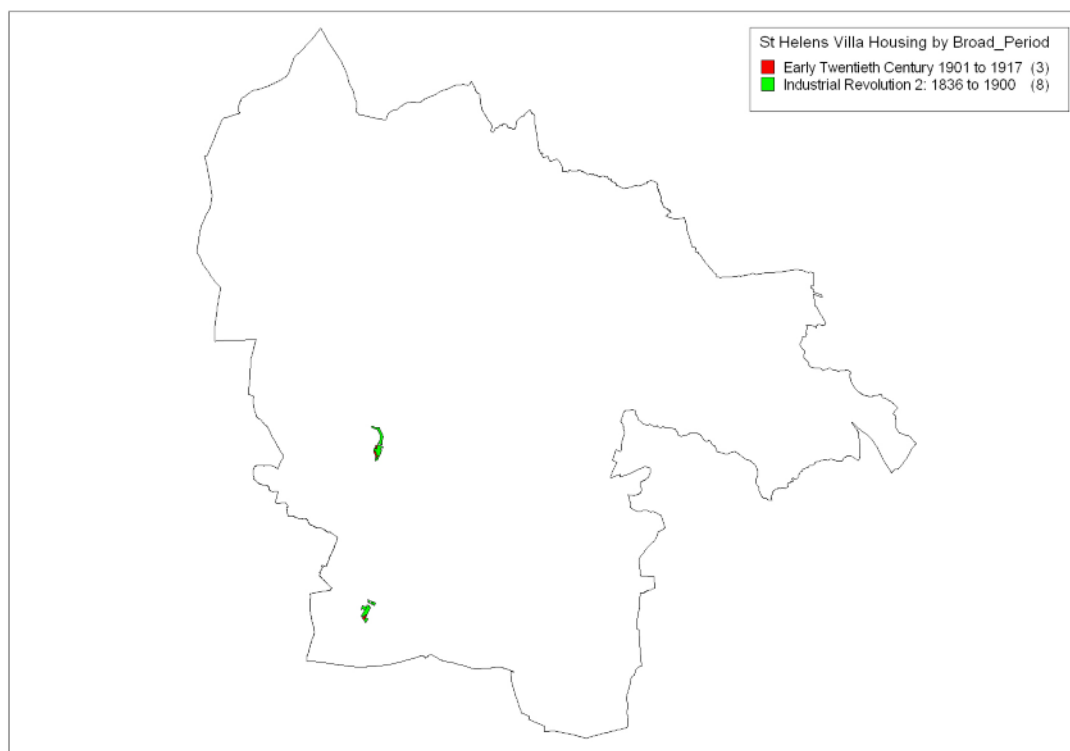 St Helens Villa Housing by Broad_Period
Early Twentieth Century 1901 to 1917 (3)
Industrial Revolution 2: 1836 to 1900 (8)